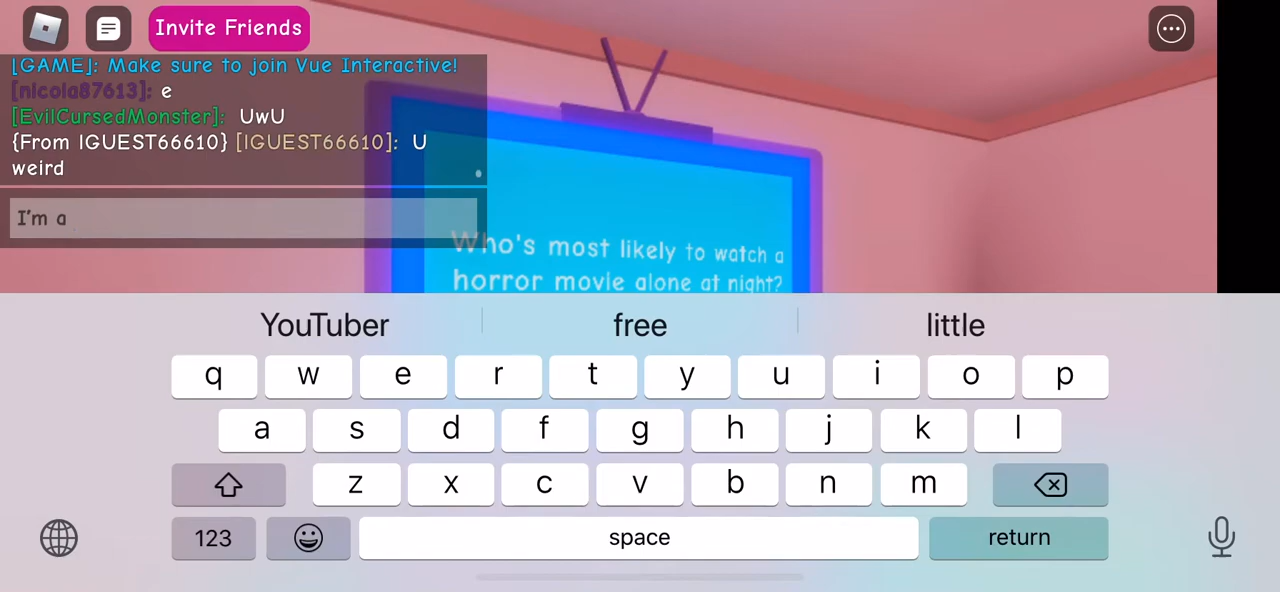 Invite Friends
[GAME]: Make sure to join Vue Interactive!
[nicola87613]: e
[EvilCursedMonster]: UwU
{From IGUEST66610} [IGUEST66610]: U
weird
I'm a
Who's most likely to watch a
horror movie alone at night?
YouTuber free little
q w e r t y u i o p
a s d f g h j k l
z x c v b n m
123 space return